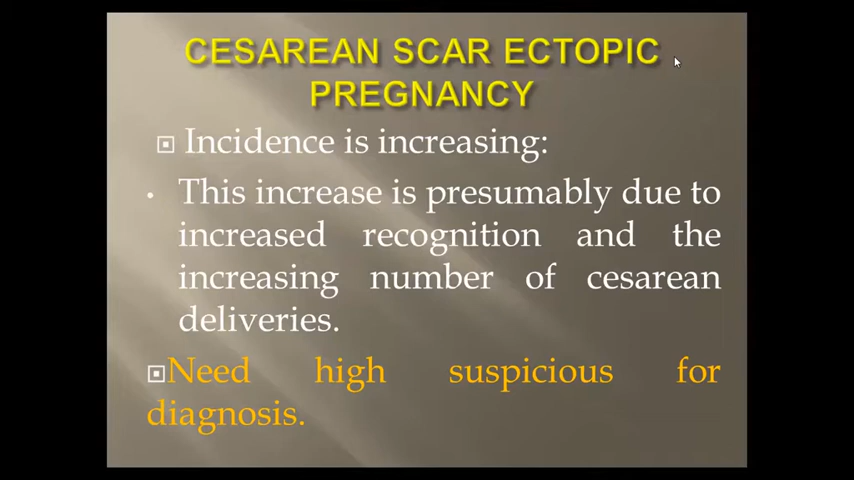 CESAREAN SCAR ECTOPIC
PREGNANCY
Incidence is increasing:
• This increase is presumably due to
increased recognition and the
increasing number of cesarean
deliveries.
Need high suspicious for
diagnosis.